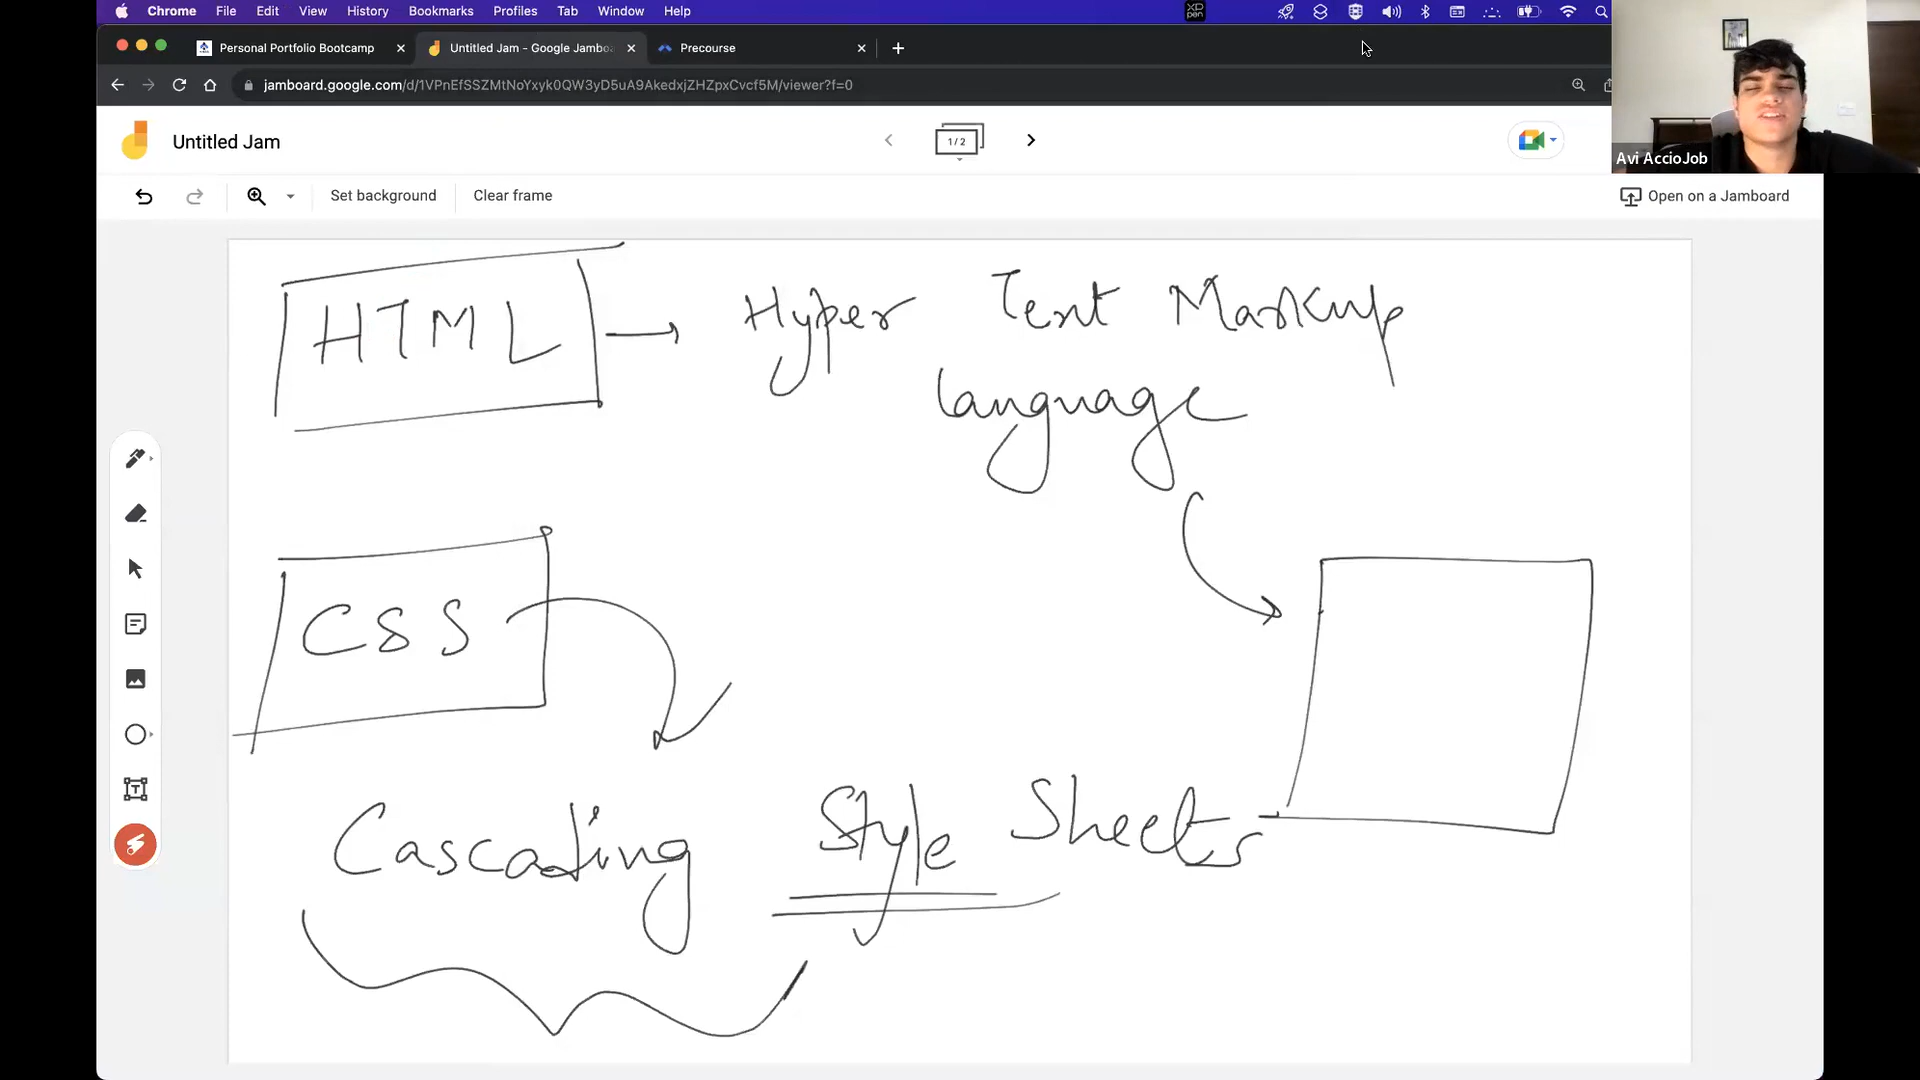 Chrome File Edit View History Bookmarks Profiles Tab Window Help
XP
pen
Personal Portfolio Bootcamp
Untitled Jam - Google Jambo
Precourse
jamboard.google.com/d/1VPnEfSSZMtNoYxyk0QW3yD5uA9AkedxjZHZpxCvcf5M/viewer?f=0
Untitled Jam
1/2
Avi AccioJob
Set background
Clear frame
Open on a Jamboard
HTML → Hyper Text Markup
language
CSS
Cascading Style Sheets